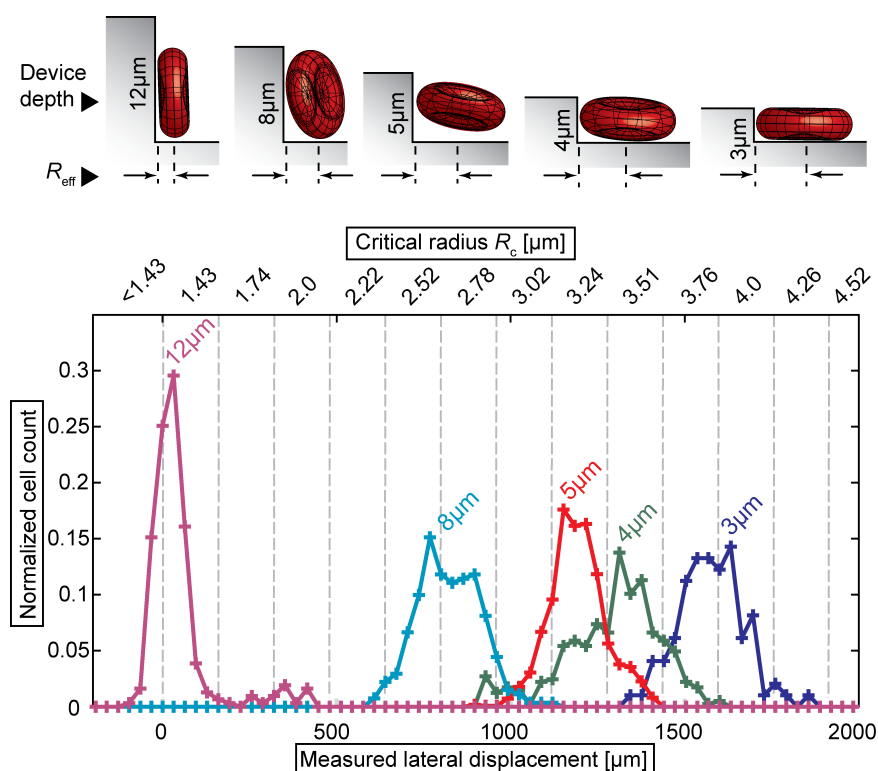 Device
depth
12µm
8µm
5µm
4µm
3µm
Reff
Critical radius Rc [µm]
<1.43
1.43
1.74
2.0
2.22
2.52
2.78
3.02
3.24
3.51
3.76
4.0
4.26
4.52
Normalized cell count
0.3
0.25
0.2
0.15
0.1
0.05
0
12µm
8µm
5µm
4µm
3µm
0
500
1000
1500
2000
Measured lateral displacement [µm]